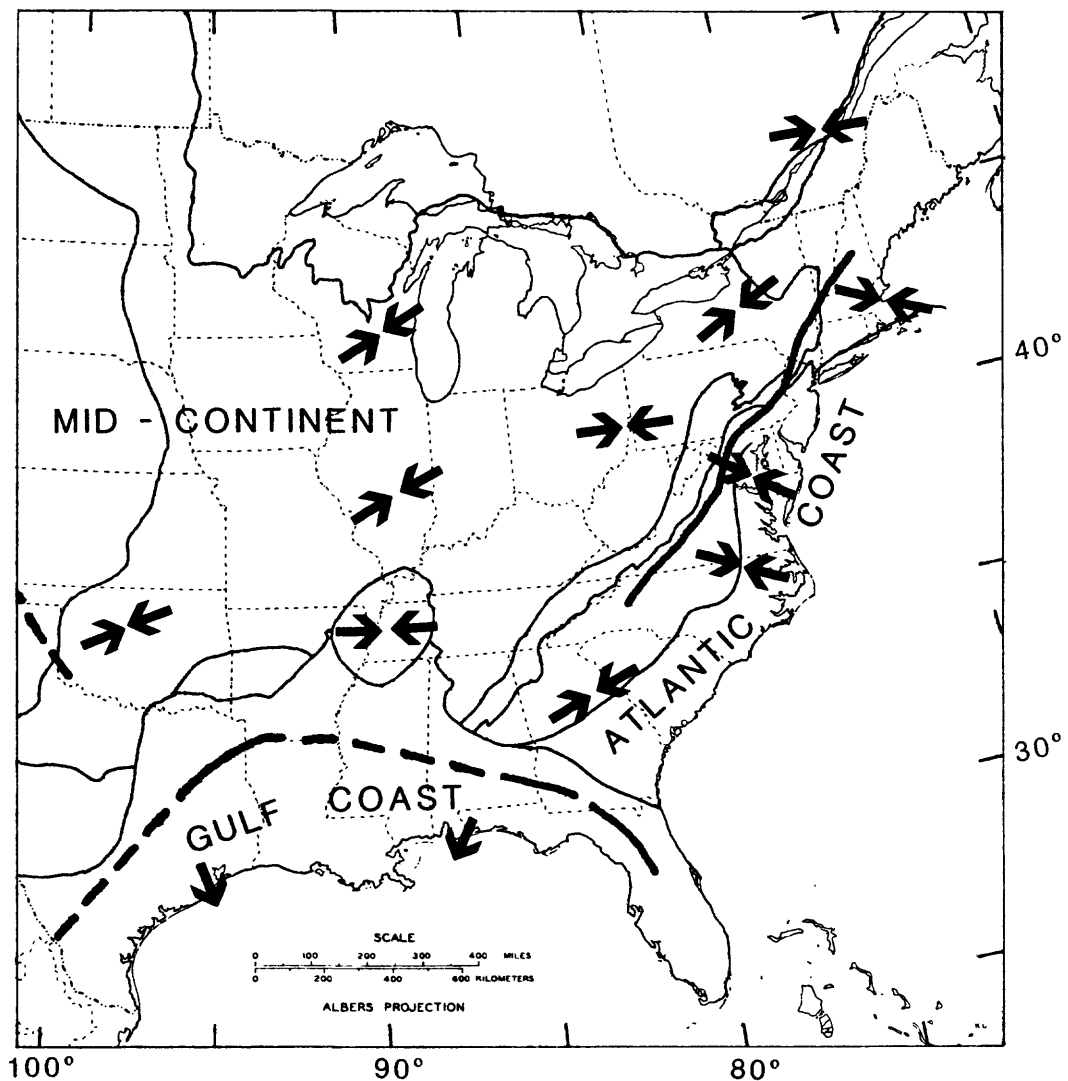 40°
MID - CONTINENT
COAST
ATLANTIC
30°
GULF COAST
SCALE
0 100 200 300 400 MILES
0 200 400 600 KILOMETERS
ALBERS PROJECTION
100° 90° 80°